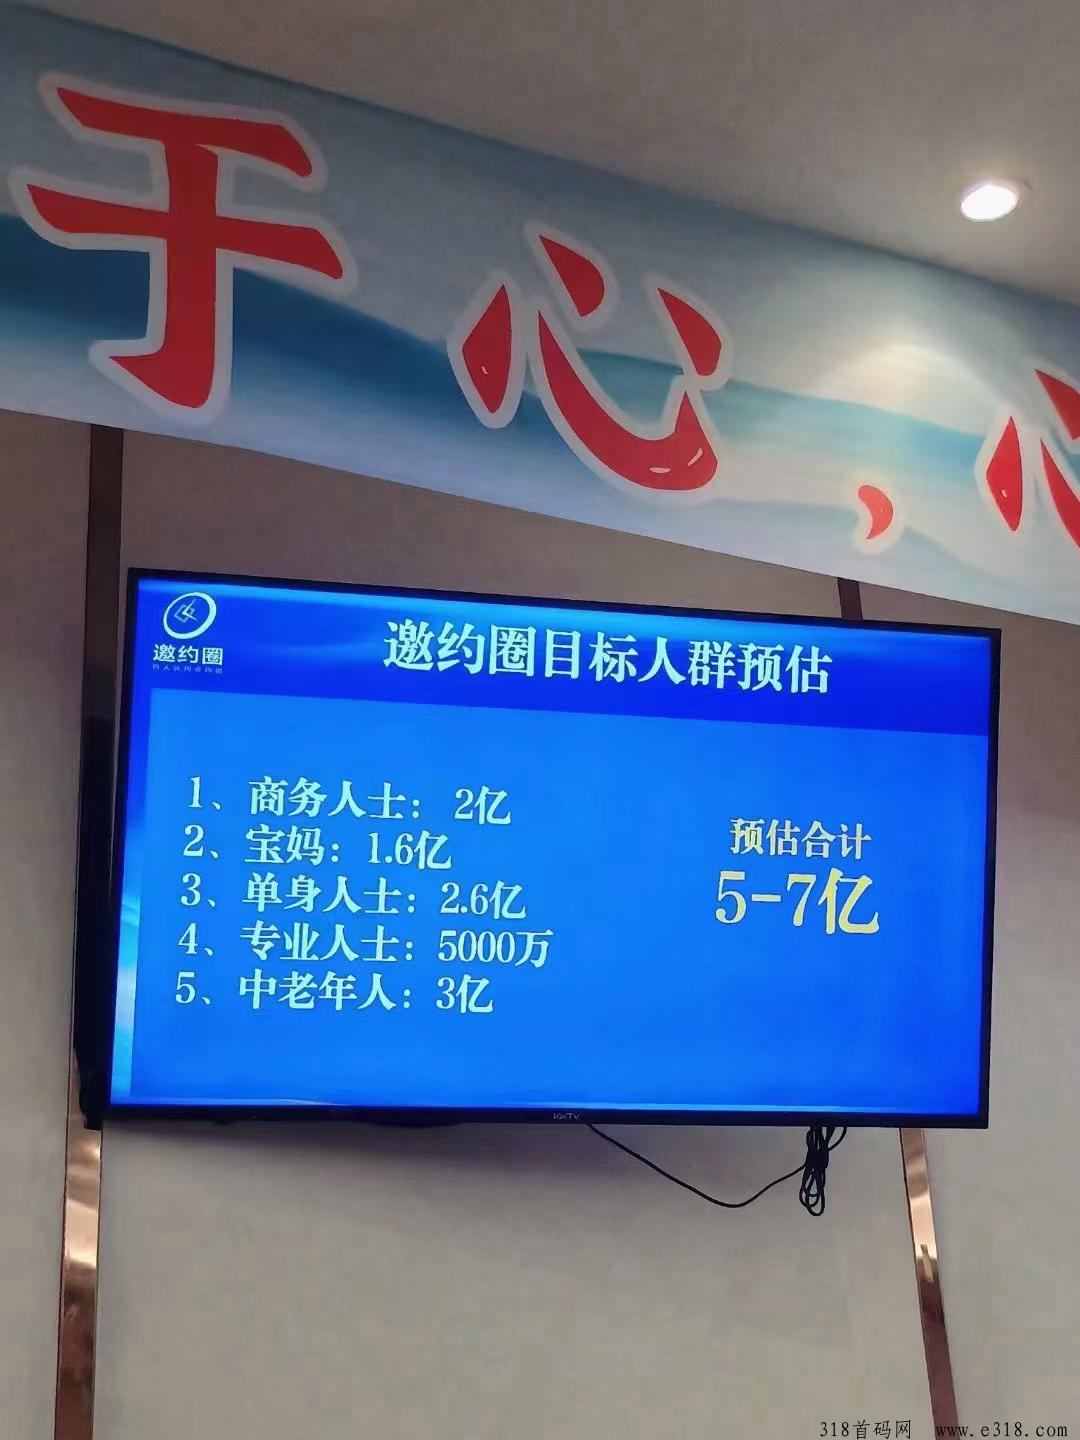 于心，心
邀约圈
邀约圈目标人群预估
1、商务人士：2亿
2、宝妈：1.6亿
3、单身人士：2.6亿
4、专业人士：5000万
5、中老年人：3亿
预估合计
5-7亿
KKTV
318首码网 www.e318.com